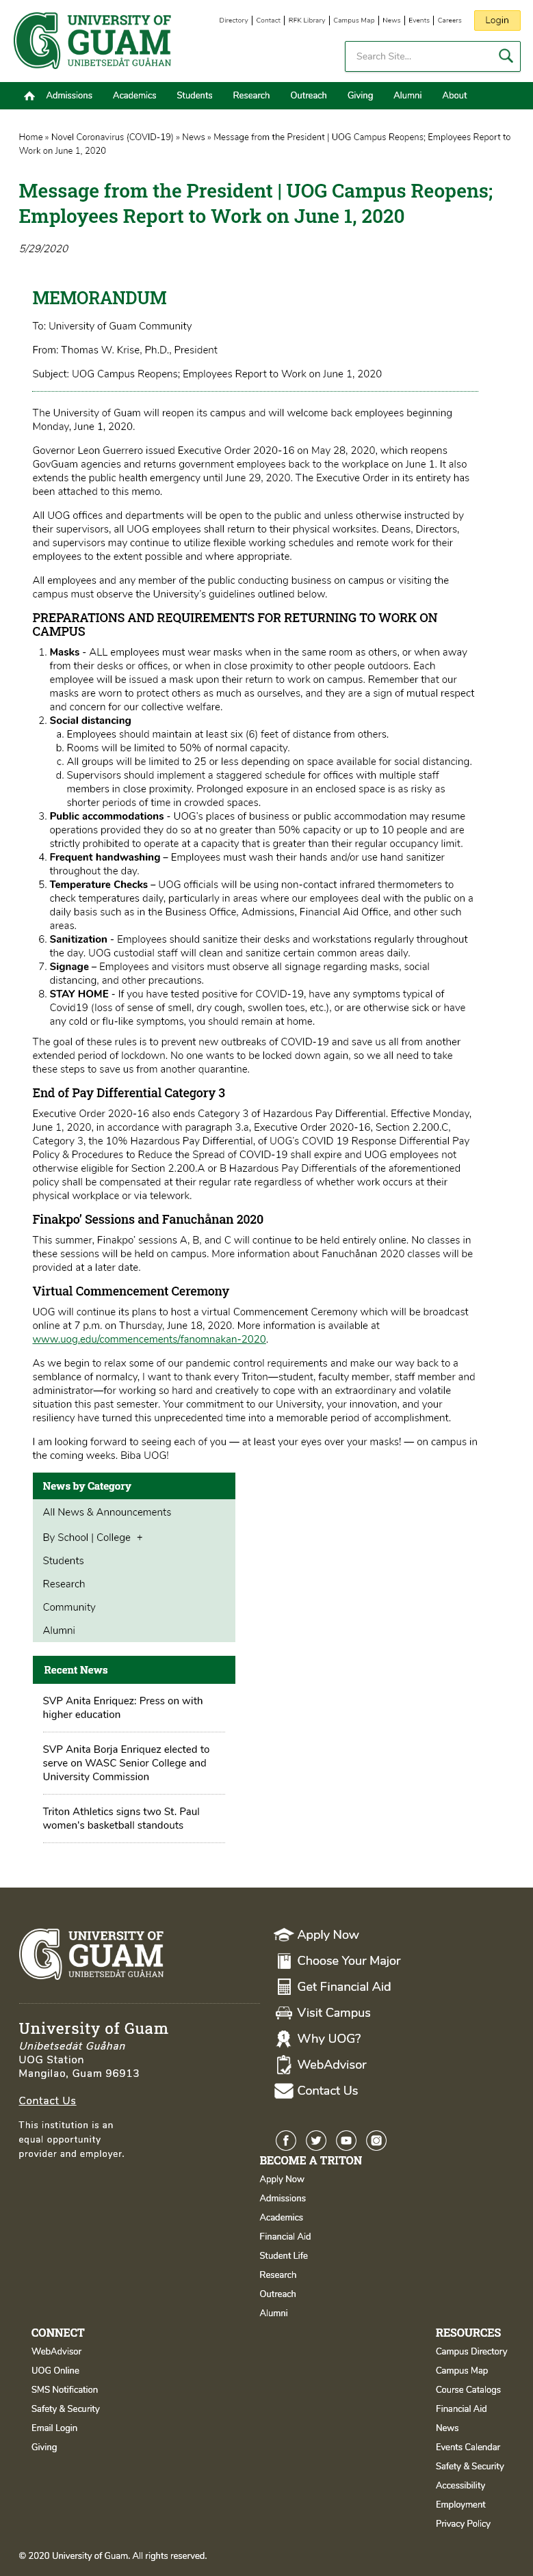 UNIVERSITY OF
GUAM
UNIBETSEDÅT GUÅHAN
Directory | Contact | RFK Library | Campus Map | News | Events | Careers
Login
Search Site...
Admissions Academics Students Research Outreach Giving Alumni About
Home » Novel Coronavirus (COVID-19) » News » Message from the President | UOG Campus Reopens; Employees Report to
Work on June 1, 2020
Message from the President | UOG Campus Reopens;
Employees Report to Work on June 1, 2020
5/29/2020
MEMORANDUM
To: University of Guam Community
From: Thomas W. Krise, Ph.D., President
Subject: UOG Campus Reopens; Employees Report to Work on June 1, 2020
The University of Guam will reopen its campus and will welcome back employees beginning
Monday, June 1, 2020.
Governor Leon Guerrero issued Executive Order 2020-16 on May 28, 2020, which reopens
GovGuam agencies and returns government employees back to the workplace on June 1. It also
extends the public health emergency until June 29, 2020. The Executive Order in its entirety has
been attached to this memo.
All UOG offices and departments will be open to the public and unless otherwise instructed by
their supervisors, all UOG employees shall return to their physical worksites. Deans, Directors,
and supervisors may continue to utilize flexible working schedules and remote work for their
employees to the extent possible and where appropriate.
All employees and any member of the public conducting business on campus or visiting the
campus must observe the University's guidelines outlined below.
PREPARATIONS AND REQUIREMENTS FOR RETURNING TO WORK ON
CAMPUS
1. Masks - ALL employees must wear masks when in the same room as others, or when away
from their desks or offices, or when in close proximity to other people outdoors. Each
employee will be issued a mask upon their return to work on campus. Remember that our
masks are worn to protect others as much as ourselves, and they are a sign of mutual respect
and concern for our collective welfare.
2. Social distancing
a. Employees should maintain at least six (6) feet of distance from others.
b. Rooms will be limited to 50% of normal capacity.
c. All groups will be limited to 25 or less depending on space available for social distancing.
d. Supervisors should implement a staggered schedule for offices with multiple staff
members in close proximity. Prolonged exposure in an enclosed space is as risky as
shorter periods of time in crowded spaces.
3. Public accommodations - UOG's places of business or public accommodation may resume
operations provided they do so at no greater than 50% capacity or up to 10 people and are
strictly prohibited to operate at a capacity that is greater than their regular occupancy limit.
4. Frequent handwashing – Employees must wash their hands and/or use hand sanitizer
throughout the day.
5. Temperature Checks – UOG officials will be using non-contact infrared thermometers to
check temperatures daily, particularly in areas where our employees deal with the public on a
daily basis such as in the Business Office, Admissions, Financial Aid Office, and other such
areas.
6. Sanitization - Employees should sanitize their desks and workstations regularly throughout
the day. UOG custodial staff will clean and sanitize certain common areas daily.
7. Signage – Employees and visitors must observe all signage regarding masks, social
distancing, and other precautions.
8. STAY HOME - If you have tested positive for COVID-19, have any symptoms typical of
Covid19 (loss of sense of smell, dry cough, swollen toes, etc.), or are otherwise sick or have
any cold or flu-like symptoms, you should remain at home.
The goal of these rules is to prevent new outbreaks of COVID-19 and save us all from another
extended period of lockdown. No one wants to be locked down again, so we all need to take
these steps to save us from another quarantine.
End of Pay Differential Category 3
Executive Order 2020-16 also ends Category 3 of Hazardous Pay Differential. Effective Monday,
June 1, 2020, in accordance with paragraph 3.a, Executive Order 2020-16, Section 2.200.C,
Category 3, the 10% Hazardous Pay Differential, of UOG's COVID 19 Response Differential Pay
Policy & Procedures to Reduce the Spread of COVID-19 shall expire and UOG employees not
otherwise eligible for Section 2.200.A or B Hazardous Pay Differentials of the aforementioned
policy shall be compensated at their regular rate regardless of whether work occurs at their
physical workplace or via telework.
Finakpo' Sessions and Fanuchånan 2020
This summer, Finakpo' sessions A, B, and C will continue to be held entirely online. No classes in
these sessions will be held on campus. More information about Fanuchånan 2020 classes will be
provided at a later date.
Virtual Commencement Ceremony
UOG will continue its plans to host a virtual Commencement Ceremony which will be broadcast
online at 7 p.m. on Thursday, June 18, 2020. More information is available at
www.uog.edu/commencements/fanomnakan-2020.
As we begin to relax some of our pandemic control requirements and make our way back to a
semblance of normalcy, I want to thank every Triton—student, faculty member, staff member and
administrator—for working so hard and creatively to cope with an extraordinary and volatile
situation this past semester. Your commitment to our University, your innovation, and your
resiliency have turned this unprecedented time into a moment of accomplishment.
I am looking forward to seeing each of you — at least your eyes over your masks! — on campus in
the coming weeks. Biba UOG!
News by Category
All News & Announcements
By School | College +
Students
Research
Community
Alumni
Recent News
SVP Anita Enriquez: Press on with
higher education
SVP Anita Borja Enriquez elected to
serve on WASC Senior College and
University Commission
Triton Athletics signs two St. Paul
women's basketball standouts
UNIVERSITY OF
GUAM
UNIBETSEDÅT GUÅHAN
University of Guam
Unibetsedåt Guåhan
UOG Station
Mangilao, Guam 96913
Contact Us
This institution is an
equal opportunity
provider and employer.
Apply Now
Choose Your Major
Get Financial Aid
Visit Campus
Why UOG?
WebAdvisor
Contact Us
BECOME A TRITON
Apply Now
Admissions
Academics
Financial Aid
Student Life
Research
Outreach
Alumni
CONNECT
WebAdvisor
UOG Online
SMS Notification
Safety & Security
Email Login
Giving
RESOURCES
Campus Directory
Campus Map
Course Catalogs
Financial Aid
News
Events Calendar
Safety & Security
Accessibility
Employment
Privacy Policy
© 2020 University of Guam. All rights reserved.